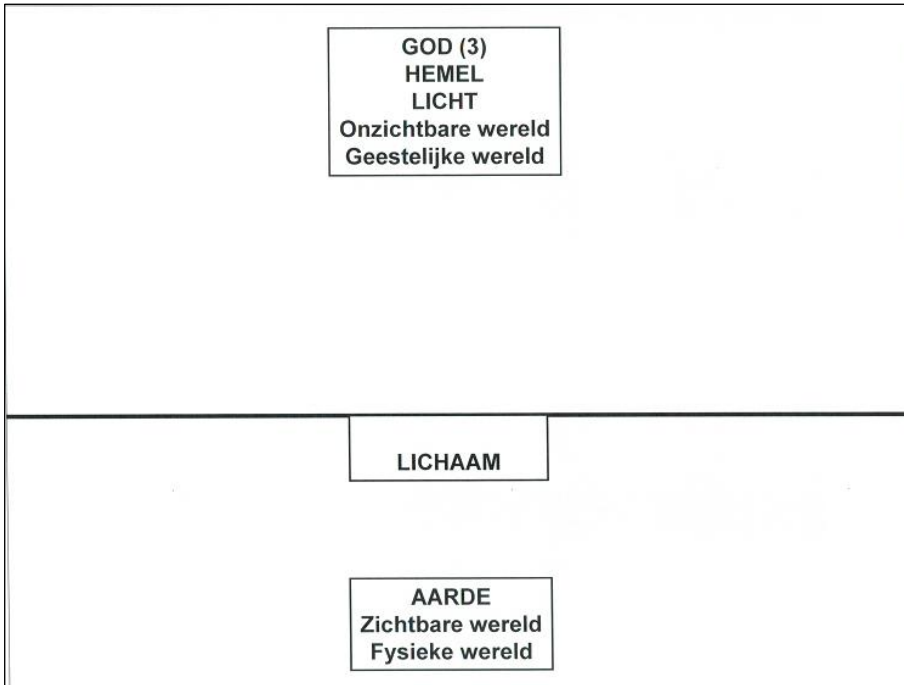 GOD (3)
HEMEL
LICHT
Onzichtbare wereld
Geestelijke wereld
LICHAAM
AARDE
Zichtbare wereld
Fysieke wereld